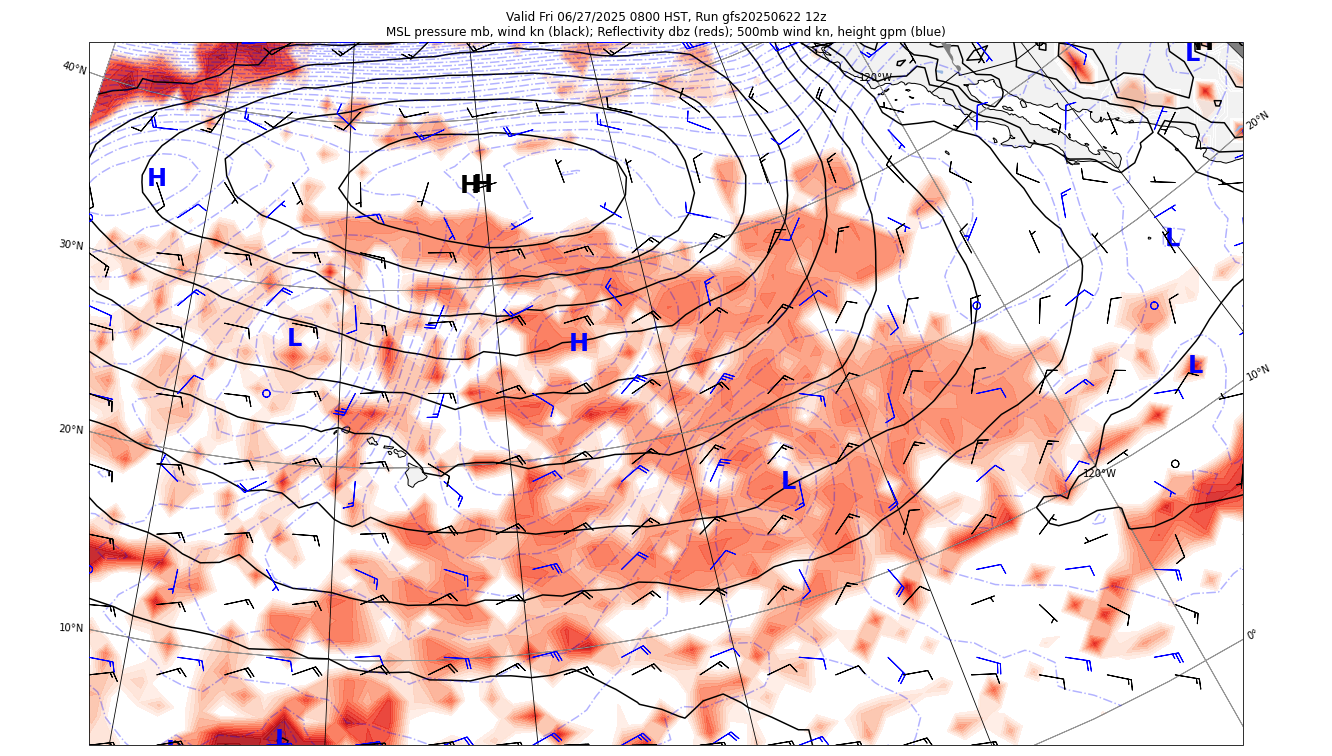 Valid Fri 06/27/2025 0800 HST, Run gfs20250622 12z
MSL pressure mb, wind kn (black); Reflectivity dbz (reds); 500mb wind kn, height gpm (blue)
H
L
40°N
120°W
20°N
H
H
H
30°N
L
L
H
L
10°N
20°N
L
120°W
10°N
0°
L